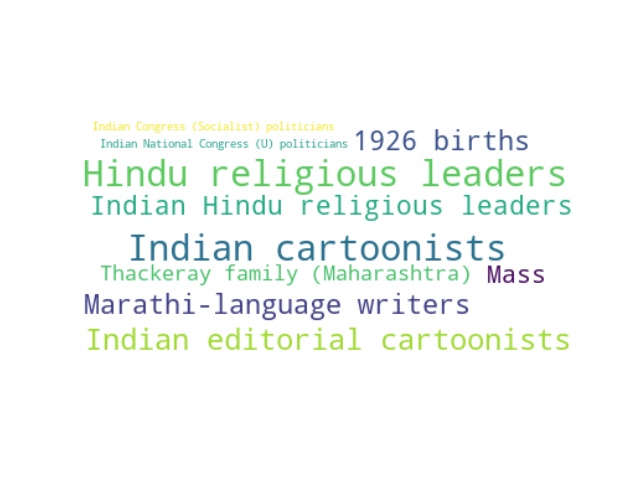 Indian Congress (Socialist) politicians
Indian National Congress (U) politicians
1926 births
Hindu religious leaders
Indian Hindu religious leaders
Indian cartoonists
Thackeray family (Maharashtra)
Mass
Marathi-language writers
Indian editorial cartoonists